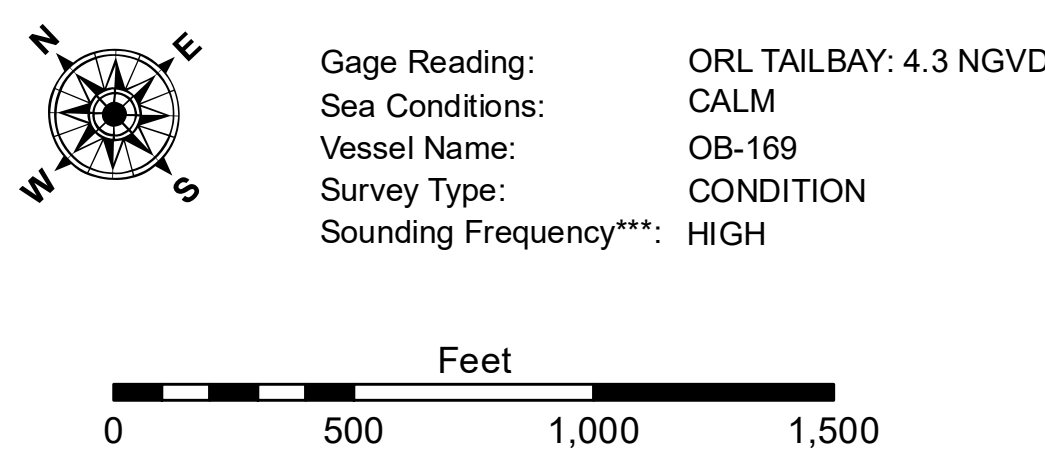 N E
W S
Gage Reading: ORL TAILBAY: 4.3 NGVD
Sea Conditions: CALM
Vessel Name: OB-169
Survey Type: CONDITION
Sounding Frequency***: HIGH
Feet
0 500 1,000 1,500